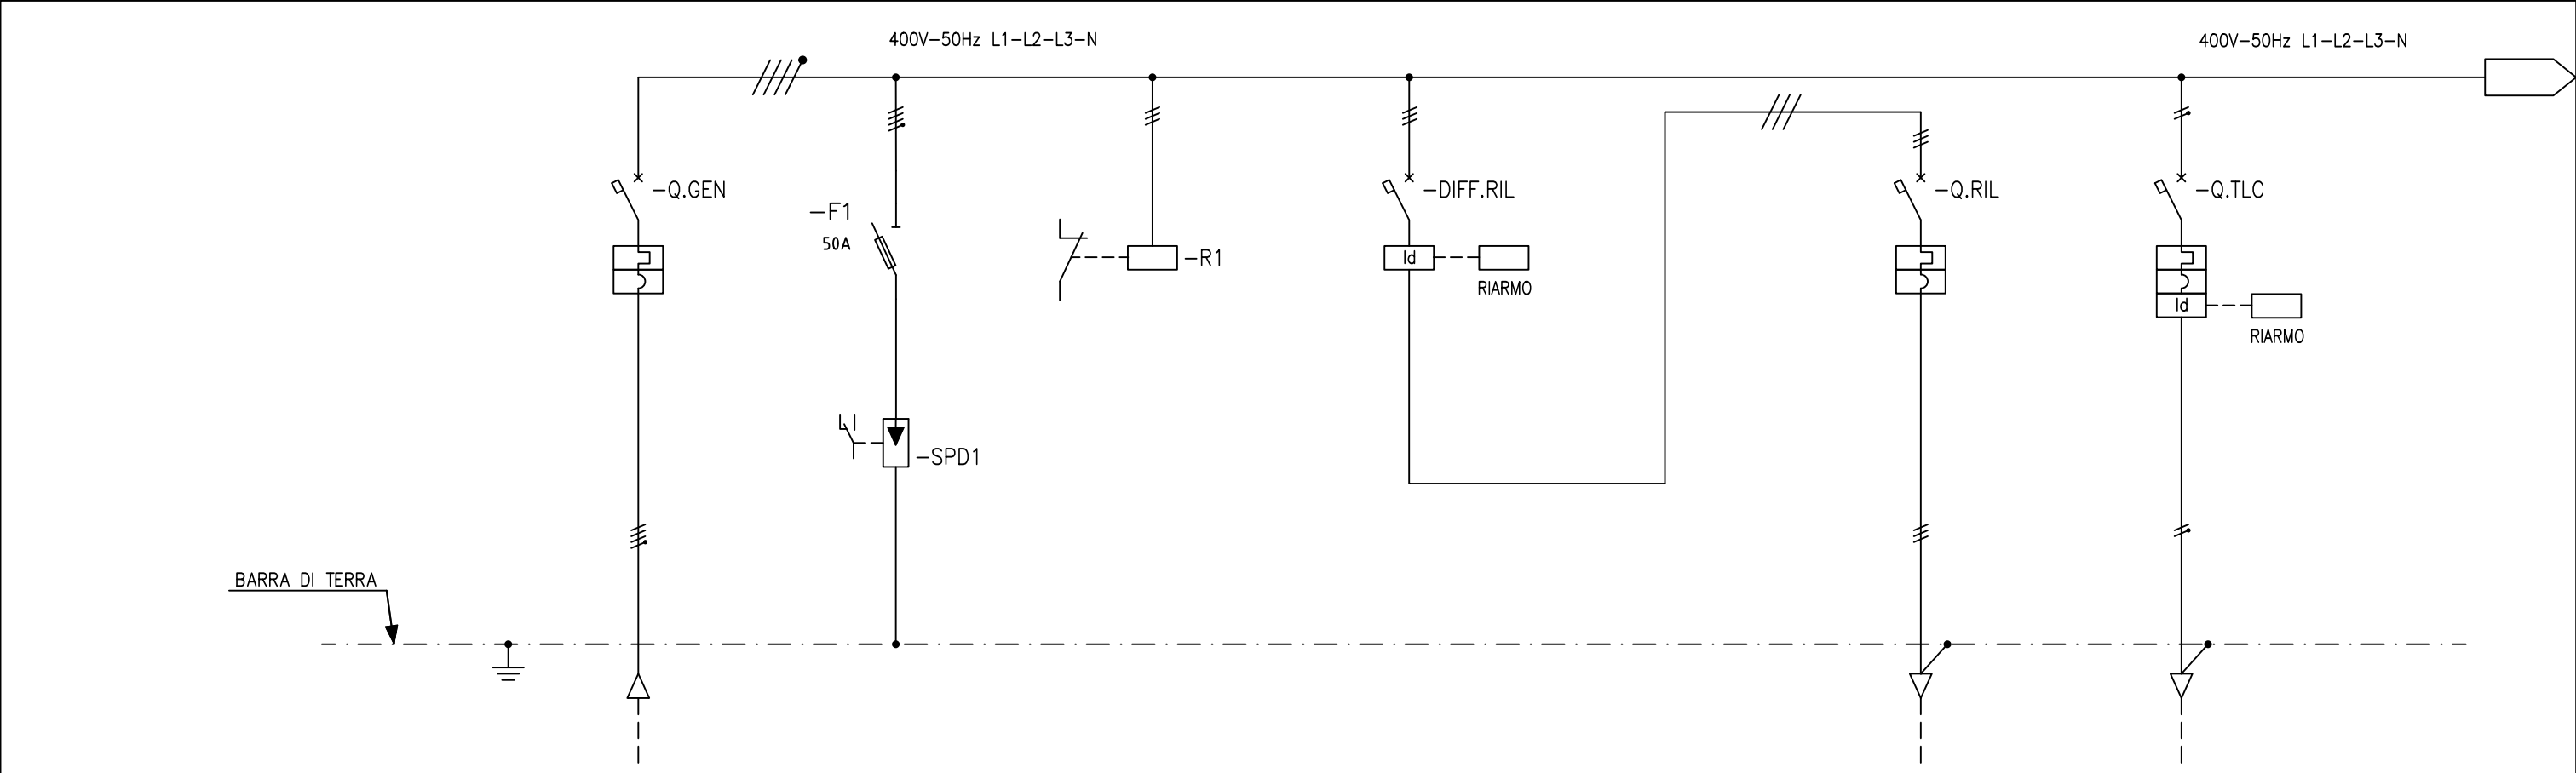 400V-50Hz L1-L2-L3-N
400V-50Hz L1-L2-L3-N
-Q.GEN
-F1
50A
-R1
-DIFF.RIL
Id
RIARMO
-Q.RIL
-Q.TLC
Id
RIARMO
-SPD1
BARRA DI TERRA